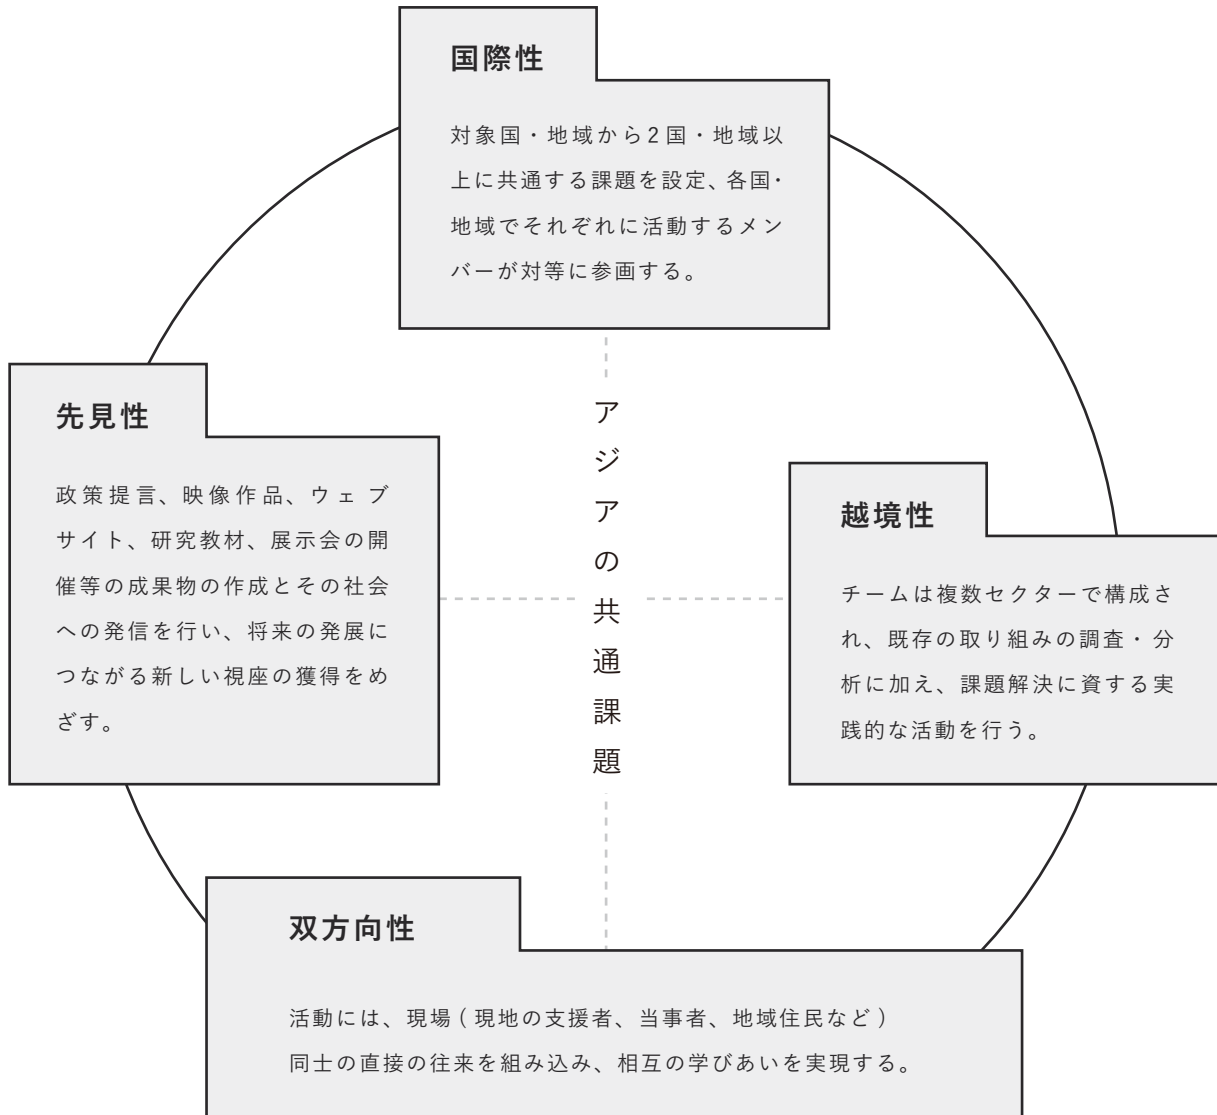 国際性
対象国・地域から2国・地域以
上に共通する課題を設定、各国・
地域でそれぞれに活動するメン
バーが対等に参画する。
先見性
政策提言、映像作品、ウェブ
サイト、研究教材、展示会の開
催等の成果物の作成とその社会
への発信を行い、将来の発展に
つながる新しい視座の獲得をめ
ざす。
アジアの共通課題
越境性
チームは複数セクターで構成さ
れ、既存の取り組みの調査・分
析に加え、課題解決に資する実
践的な活動を行う。
双方向性
活動には、現場(現地の支援者、当事者、地域住民など)
同士の直接の往来を組み込み、相互の学びあいを実現する。